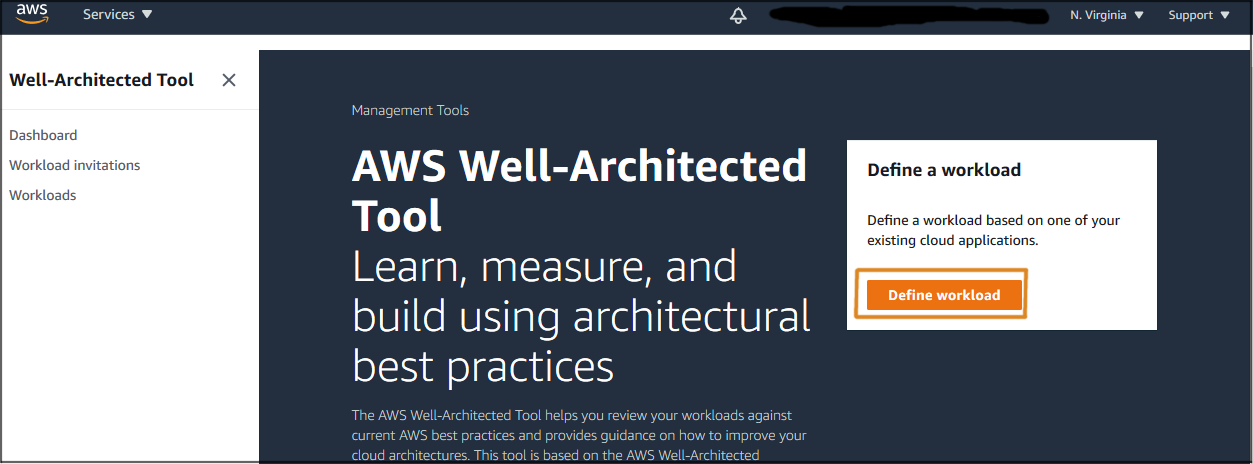 aws
Services
N. Virginia
Support
Well-Architected Tool
Dashboard
Workload invitations
Workloads
Management Tools
AWS Well-Architected
Tool
Learn, measure, and
build using architectural
best practices
The AWS Well-Architected Tool helps you review your workloads against
current AWS best practices and provides guidance on how to improve your
cloud architectures. This tool is based on the AWS Well-Architected
Define a workload
Define a workload based on one of your
existing cloud applications.
Define workload